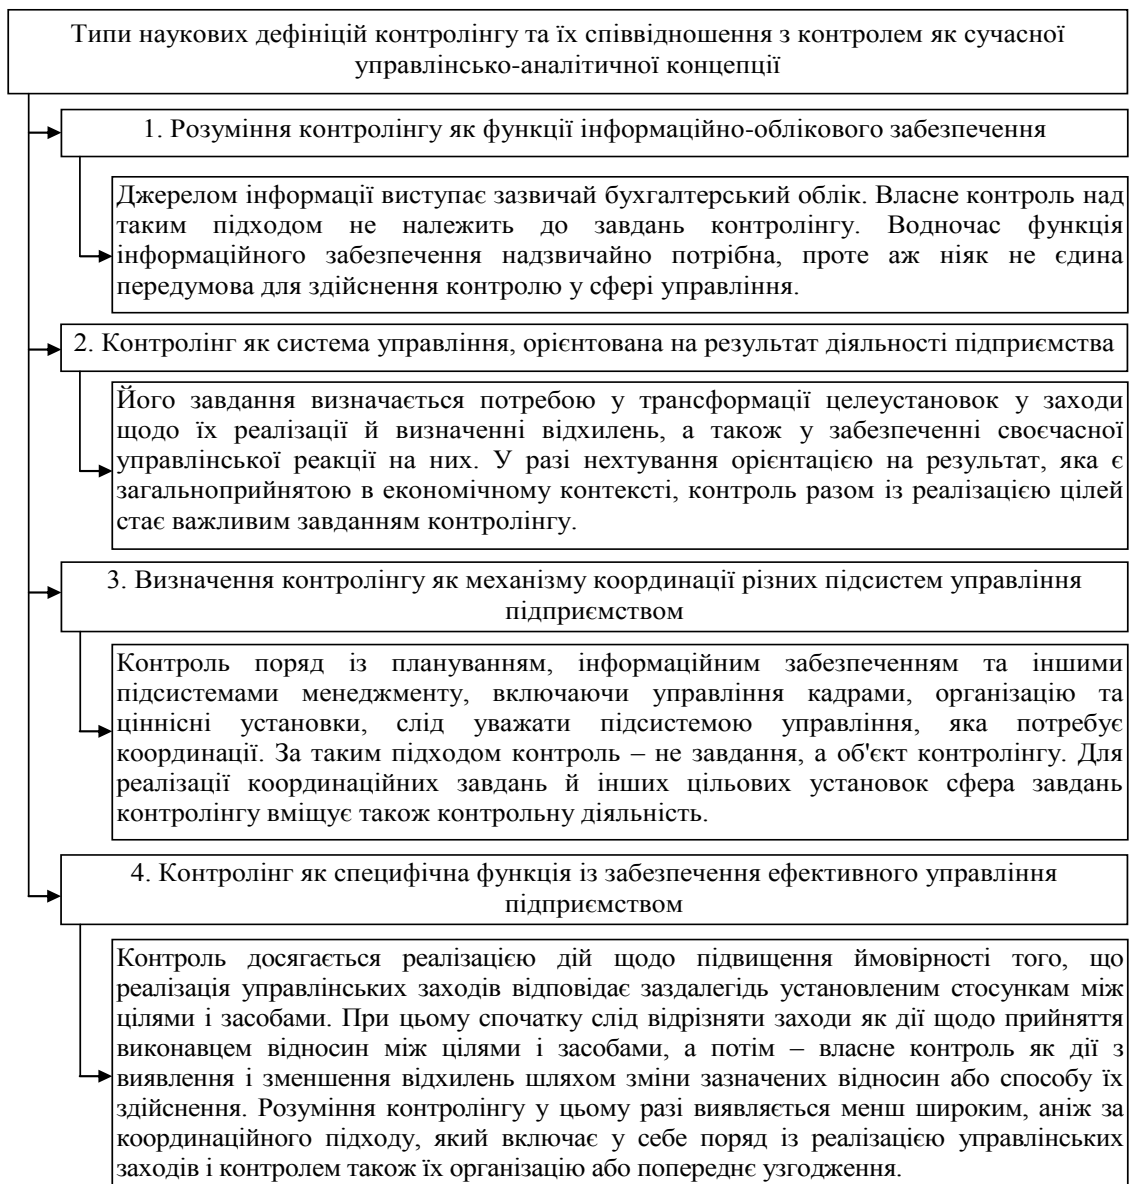 Типи наукових дефініцій контролінгу та їх співвідношення з контролем як сучасної
управлінсько-аналітичної концепції
1. Розуміння контролінгу як функції інформаційно-облікового забезпечення
Джерелом інформації виступає зазвичай бухгалтерський облік. Власне контроль над
таким підходом не належить до завдань контролінгу. Водночас функція
інформаційного забезпечення надзвичайно потрібна, проте аж ніяк не єдина
передумова для здійснення контролю у сфері управління.
2. Контролінг як система управління, орієнтована на результат діяльності підприємства
Його завдання визначається потребою у трансформації целеустановок у заходи
щодо їх реалізації й визначенні відхилень, а також у забезпеченні своєчасної
управлінської реакції на них. У разі нехтування орієнтацією на результат, яка є
загальноприйнятою в економічному контексті, контроль разом із реалізацією цілей
стає важливим завданням контролінгу.
3. Визначення контролінгу як механізму координації різних підсистем управління
підприємством
Контроль поряд із плануванням, інформаційним забезпеченням та іншими
підсистемами менеджменту, включаючи управління кадрами, організацію та
ціннісні установки, слід уважати підсистемою управління, яка потребує
координації. За таким підходом контроль – не завдання, а об'єкт контролінгу. Для
реалізації координаційних завдань й інших цільових установок сфера завдань
контролінгу вміщує також контрольну діяльність.
4. Контролінг як специфічна функція із забезпечення ефективного управління
підприємством
Контроль досягається реалізацією дій щодо підвищення ймовірності того, що
реалізація управлінських заходів відповідає заздалегідь установленим стосункам між
цілями і засобами. При цьому спочатку слід відрізняти заходи як дії щодо прийняття
виконавцем відносин між цілями і засобами, а потім – власне контроль як дії з
виявлення і зменшення відхилень шляхом зміни зазначених відносин або способу їх
здійснення. Розуміння контролінгу у цьому разі виявляється менш широким, аніж за
координаційного підходу, який включає у себе поряд із реалізацією управлінських
заходів і контролем також їх організацію або попереднє узгодження.